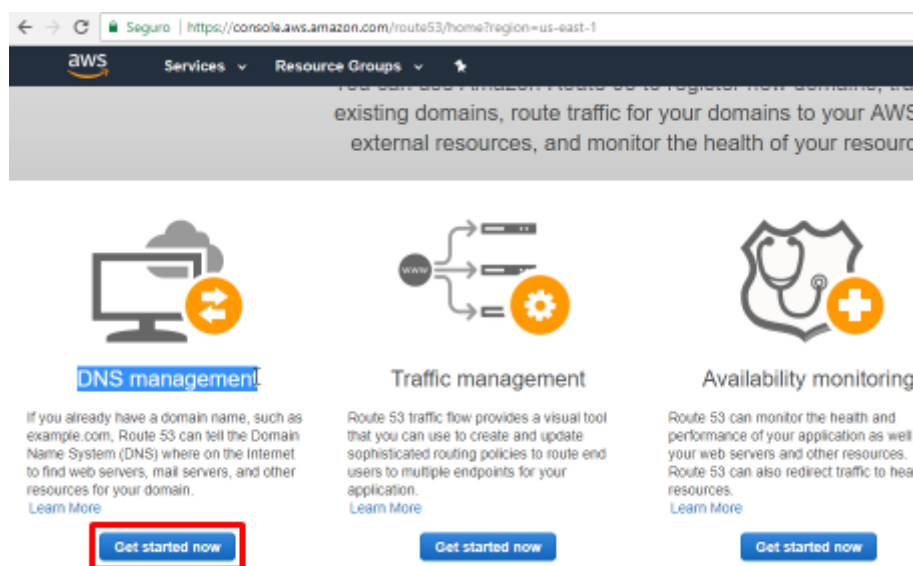 Seguro | https://console.aws.amazon.com/route53/home?region=us-east-1
aws Services Resource Groups
existing domains, route traffic for your domains to your AWS
external resources, and monitor the health of your resourc
www
DNS management
If you already have a domain name, such as
example.com, Route 53 can tell the Domain
Name System (DNS) where on the Internet
to find web servers, mail servers, and other
resources for your domain.
Learn More
Get started now
Traffic management
Route 53 traffic flow provides a visual tool
that you can use to create and update
sophisticated routing policies to route end
users to multiple endpoints for your
application.
Learn More
Get started now
Availability monitoring
Route 53 can monitor the health and
performance of your application as well
your web servers and other resources.
Route 53 can also redirect traffic to hea
resources.
Learn More
Get started now